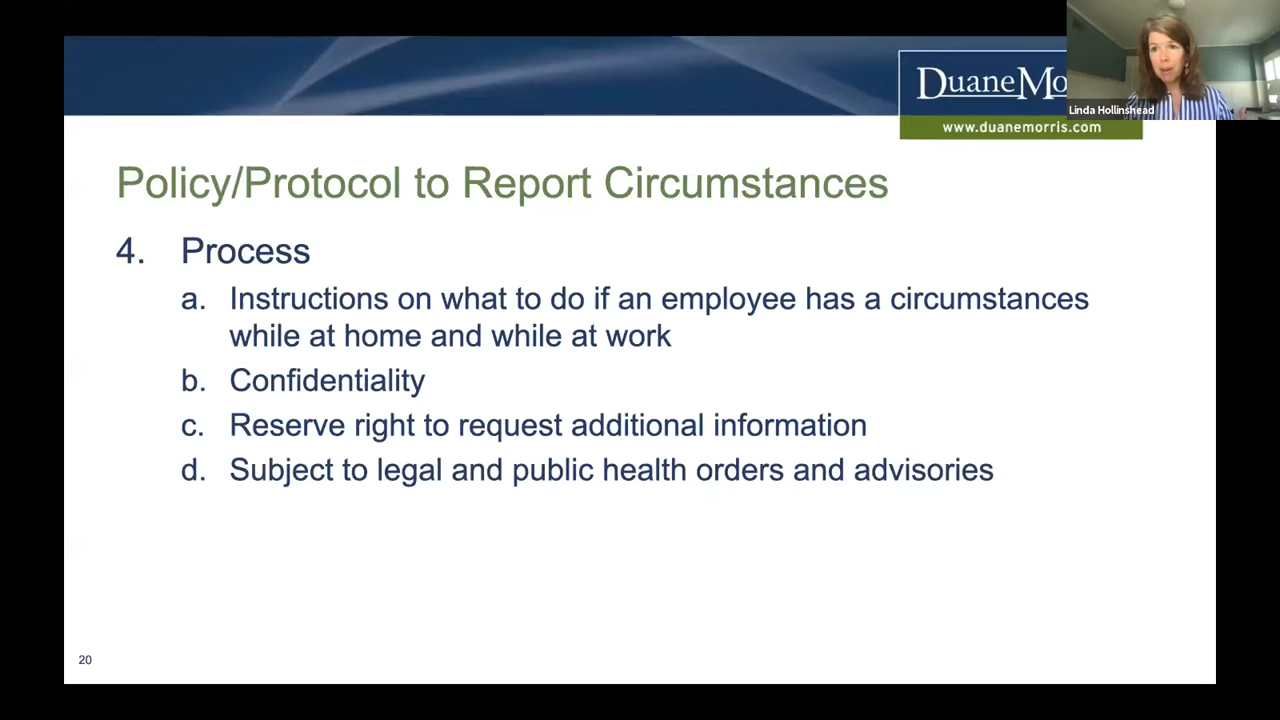 DuaneMo
Linda Hollinshead
www.duanemorris.com
Policy/Protocol to Report Circumstances
4. Process
a. Instructions on what to do if an employee has a circumstances
while at home and while at work
b. Confidentiality
c. Reserve right to request additional information
d. Subject to legal and public health orders and advisories
20